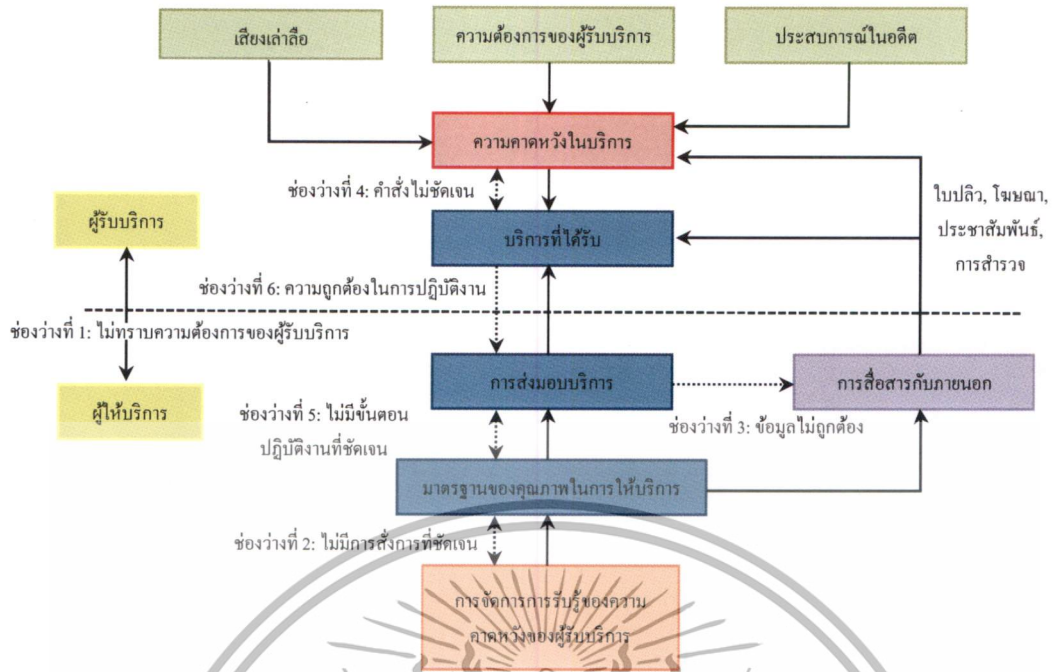 เสียงเล่าลือ
ความต้องการของผู้รับบริการ
ประสบการณ์ในอดีต
ความคาดหวังในบริการ
ช่องว่างที่ 4: คำสั่งไม่ชัดเจน
ใบปลิว, โฆษณา,
ประชาสัมพันธ์,
การสำรวจ
ผู้รับบริการ
บริการที่ได้รับ
ช่องว่างที่ 6: ความถูกต้องในการปฏิบัติงาน
ช่องว่างที่ 1: ไม่ทราบความต้องการของผู้รับบริการ
การส่งมอบบริการ
การสื่อสารกับภายนอก
ผู้ให้บริการ
ช่องว่างที่ 5: ไม่มีขั้นตอน
ปฏิบัติงานที่ชัดเจน
ช่องว่างที่ 3: ข้อมูลไม่ถูกต้อง
มาตรฐานของคุณภาพในการให้บริการ
ช่องว่างที่ 2: ไม่มีการสั่งการที่ชัดเจน
การจัดการการรับรู้ของความ
คาดหวังของผู้รับบริการ